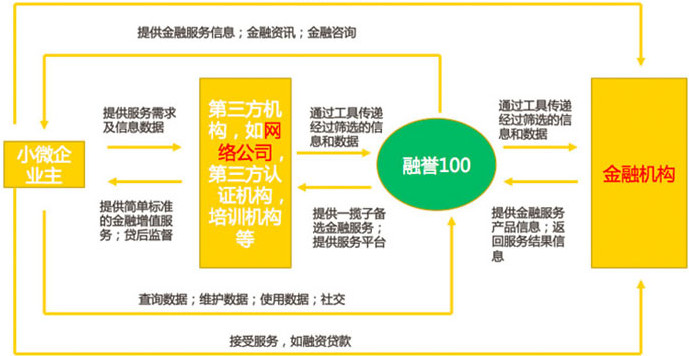 提供金融服务信息；金融资讯；金融咨询
提供服务需求
及信息数据
小微企
业主
提供简单标准
的金融增值服
务；贷后监督
第三方机
构，如网
络公司，
第三方认
证机构，
培训机构
等
通过工具传递
经过筛选的信
息和数据
提供一揽子备
选金融服务；
提供服务平台
融誉100
通过工具传递
经过筛选的信
息和数据
提供金融服务
产品信息；返
回服务结果信
息
金融机构
查询数据；维护数据；使用数据；社交
接受服务，如融资贷款